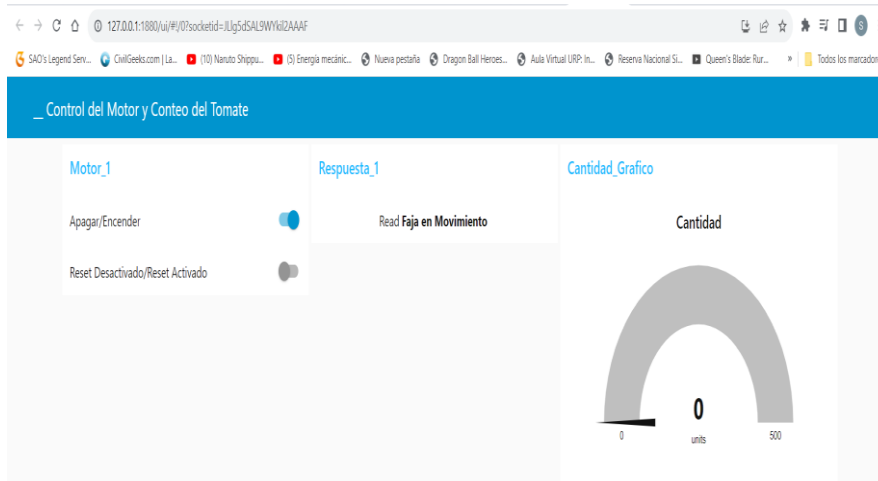 127.0.0.1:1880/ui/#!/0?socketid=JLlg5dSAL9WYkil2AAAF
S
SAO's Legend Serv... CivilGeeks.com | La... (10) Naruto Shippu... (5) Energía mecánic... Nueva pestaña Dragon Ball Heroes... Aula Virtual URP: In... Reserva Nacional Si... Queen's Blade: Rur... » Todos los marcador
__ Control del Motor y Conteo del Tomate
Motor_1
Apagar/Encender
Reset Desactivado/Reset Activado
Respuesta_1
Read Faja en Movimiento
Cantidad_Grafico
Cantidad
0
units
0
500